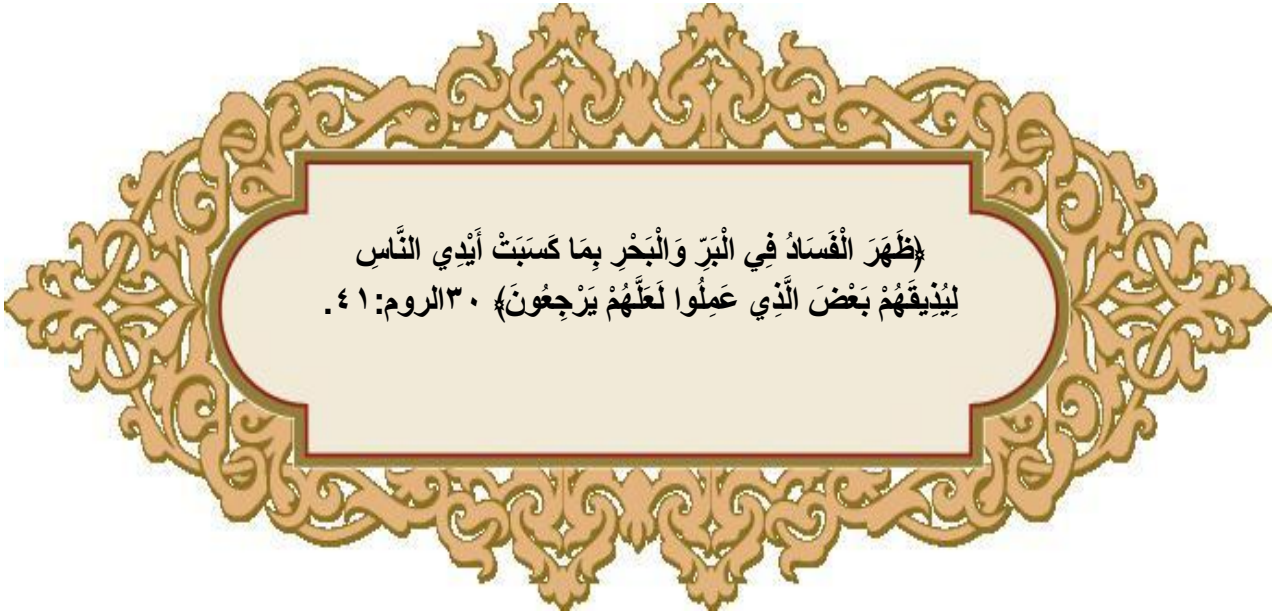 ﴿ظَهَرَ الْفَسَادُ فِي الْبَرِّ وَالْبَحْرِ بِمَا كَسَبَتْ أَيْدِي النَّاسِ
لِيُذِيقَهُمْ بَعْضَ الَّذِي عَمِلُوا لَعَلَّهُمْ يَرْجِعُونَ﴾ ٣٠الروم:٤١.